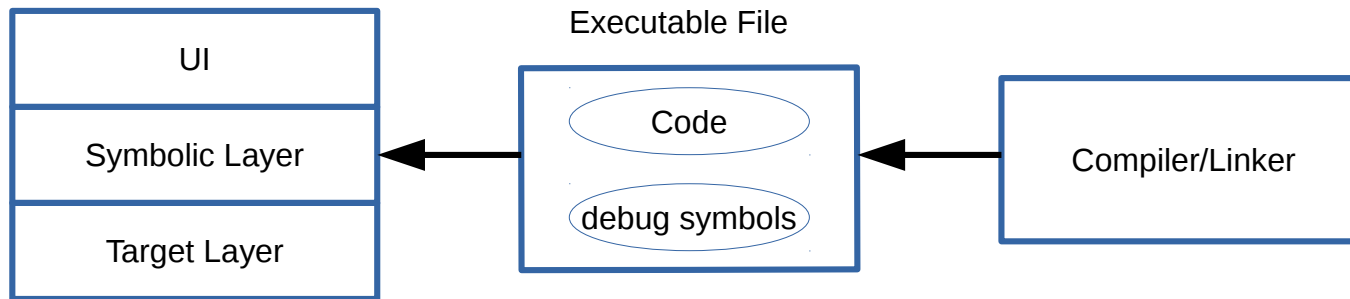 UI
Symbolic Layer
Target Layer
Executable File
Code
debug symbols
Compiler/Linker